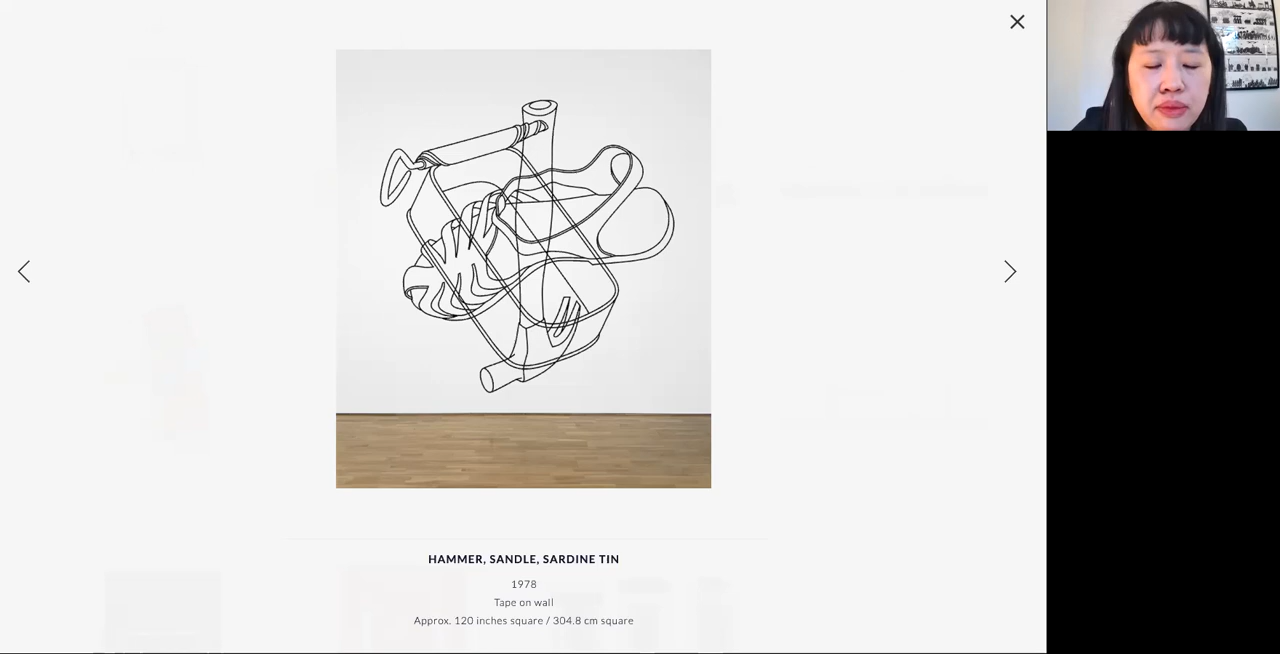 HAMMER, SANDLE, SARDINE TIN
1978
Tape on wall
Approx. 120 inches square / 304.8 cm square